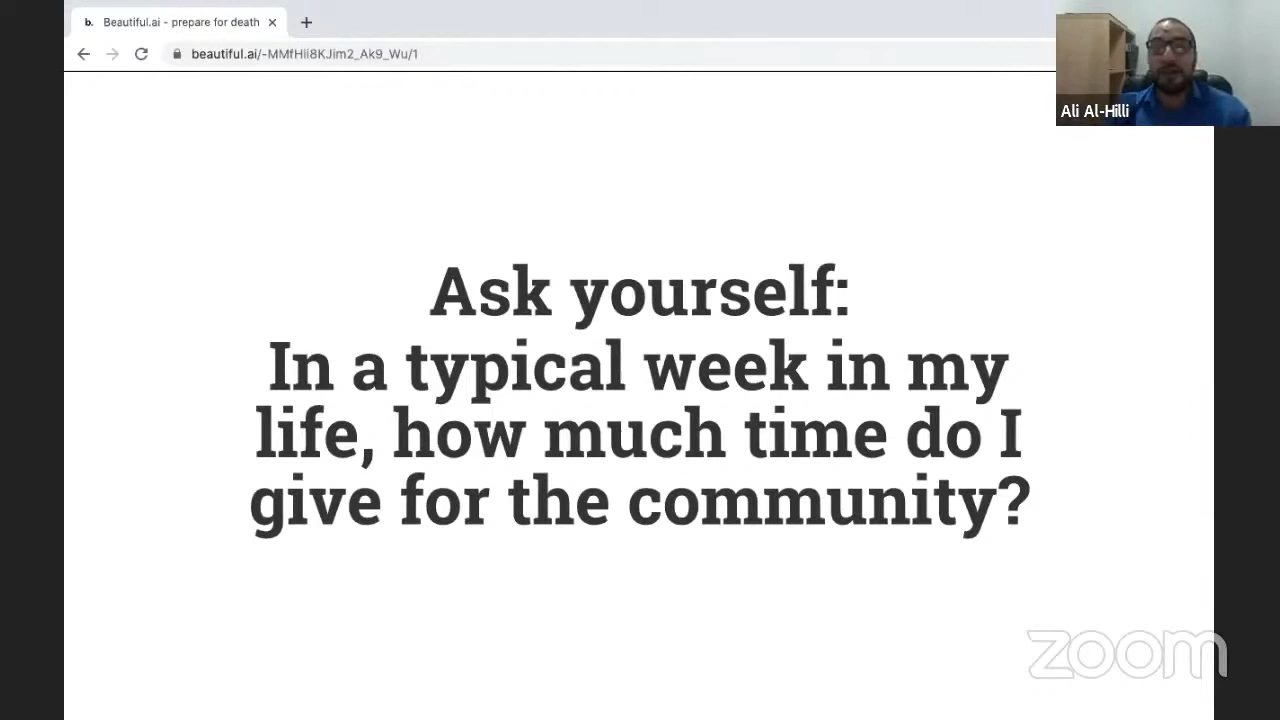 b. Beautiful.ai - prepare for death
beautiful.ai/-MMfHii8KJim2_Ak9_Wu/1
Ali Al-Hilli
Ask yourself:
In a typical week in my
life, how much time do I
give for the community?
zoom